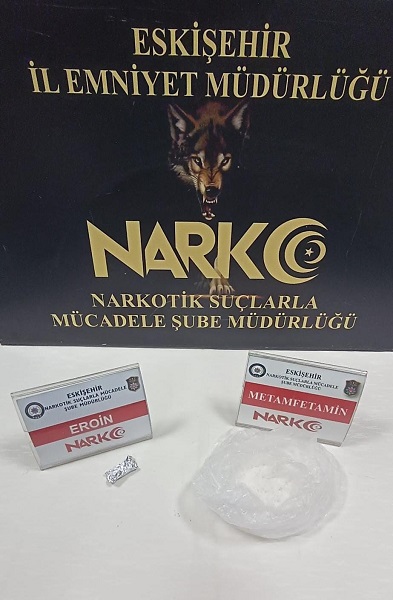 ESKİŞEHİR
İL EMNİYET MÜDÜRLÜĞÜ
NARKO
NARKOTİK SUÇLARLA
MÜCADELE ŞUBE MÜDÜRLÜĞÜ
ESKİŞEHİR
NARKOTİK SUÇLARLA MÜCADELE
ŞUBE MÜDÜRLÜĞÜ
EROİN
NARKO
ESKİŞEHİR
NARKOTİK SUÇLARLA MÜCADELE
ŞUBE MÜDÜRLÜĞÜ
METAMFETAMİN
NARKO